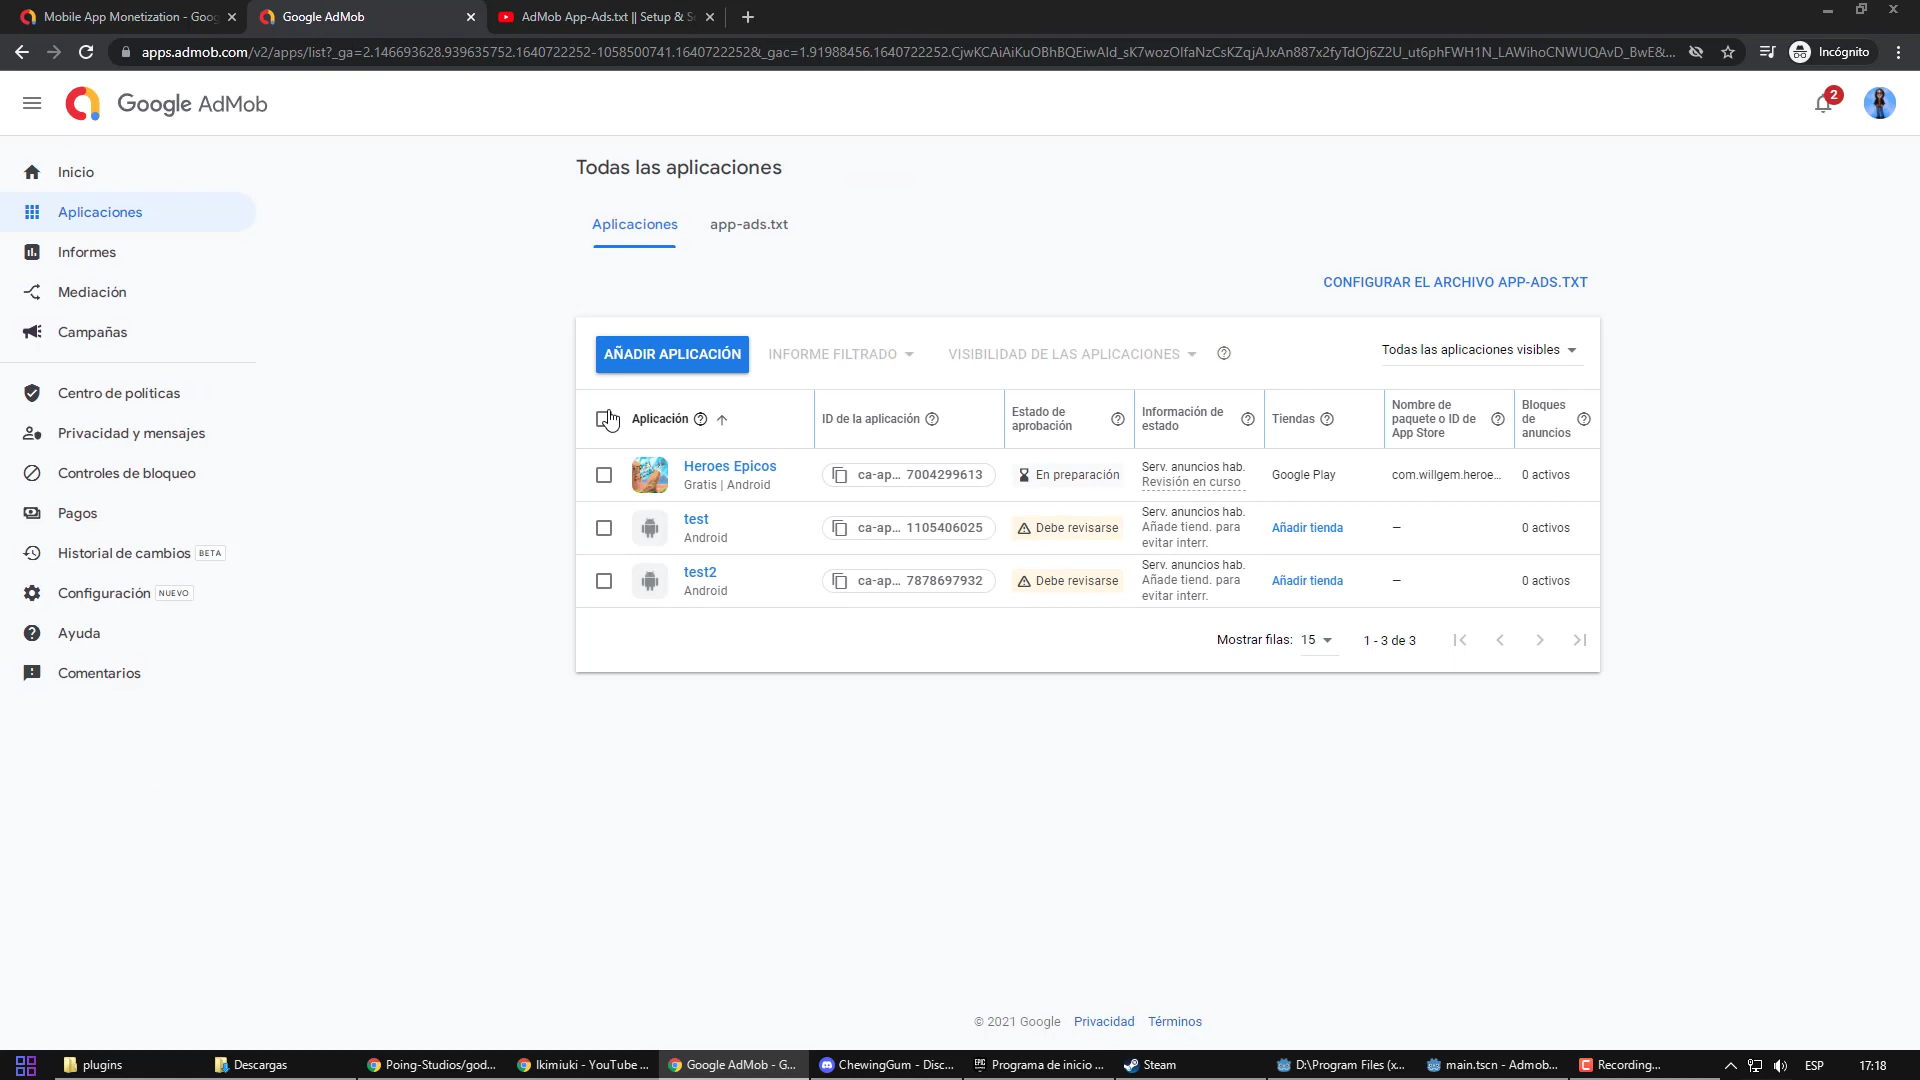 Mobile App Monetization - Goog
Google AdMob
AdMob App-Ads.txt || Setup & S
apps.admob.com/v2/apps/list?_ga=2.146693628.939635752.1640722252-1058500741.1640722252&_gac=1.91988456.1640722252.CjwKCAiAiKuOBhBQEiwAId_sK7wozOlfaNzCsKZqjAJxAn887x2fyTdOj6Z2U_ut6phFWH1N_LAWihoCNWUQAvD_BwE&...
Incógnito
Google AdMob
2
Inicio
Aplicaciones
Informes
Mediación
Campañas
Centro de políticas
Privacidad y mensajes
Controles de bloqueo
Pagos
Historial de cambios BETA
Configuración NUEVO
Ayuda
Comentarios
Todas las aplicaciones
Aplicaciones app-ads.txt
CONFIGURAR EL ARCHIVO APP-ADS.TXT
AÑADIR APLICACIÓN INFORME FILTRADO VISIBILIDAD DE LAS APLICACIONES Todas las aplicaciones visibles
Aplicación
ID de la aplicación
Estado de
aprobación
Información de
estado
Tiendas
Nombre de
paquete o ID de
App Store
Bloques
de
anuncios
Heroes Epicos
Gratis | Android
ca-ap... 7004299613
En preparación
Serv. anuncios hab.
Revisión en curso
Google Play
com.willgem.heroe...
0 activos
test
Android
ca-ap... 1105406025
Debe revisarse
Serv. anuncios hab.
Añade tiend. para
evitar interr.
Añadir tienda
–
0 activos
test2
Android
ca-ap... 7878697932
Debe revisarse
Serv. anuncios hab.
Añade tiend. para
evitar interr.
Añadir tienda
–
0 activos
Mostrar filas: 15 1 - 3 de 3
© 2021 Google Privacidad Términos
plugins
Descargas
Poing-Studios/god...
Ikimiuki - YouTube ...
Google AdMob - G...
ChewingGum - Disc...
EPIC
Programa de inicio ...
Steam
D:\Program Files (x...
main.tscn - Admob...
Recording...
ESP
17:18